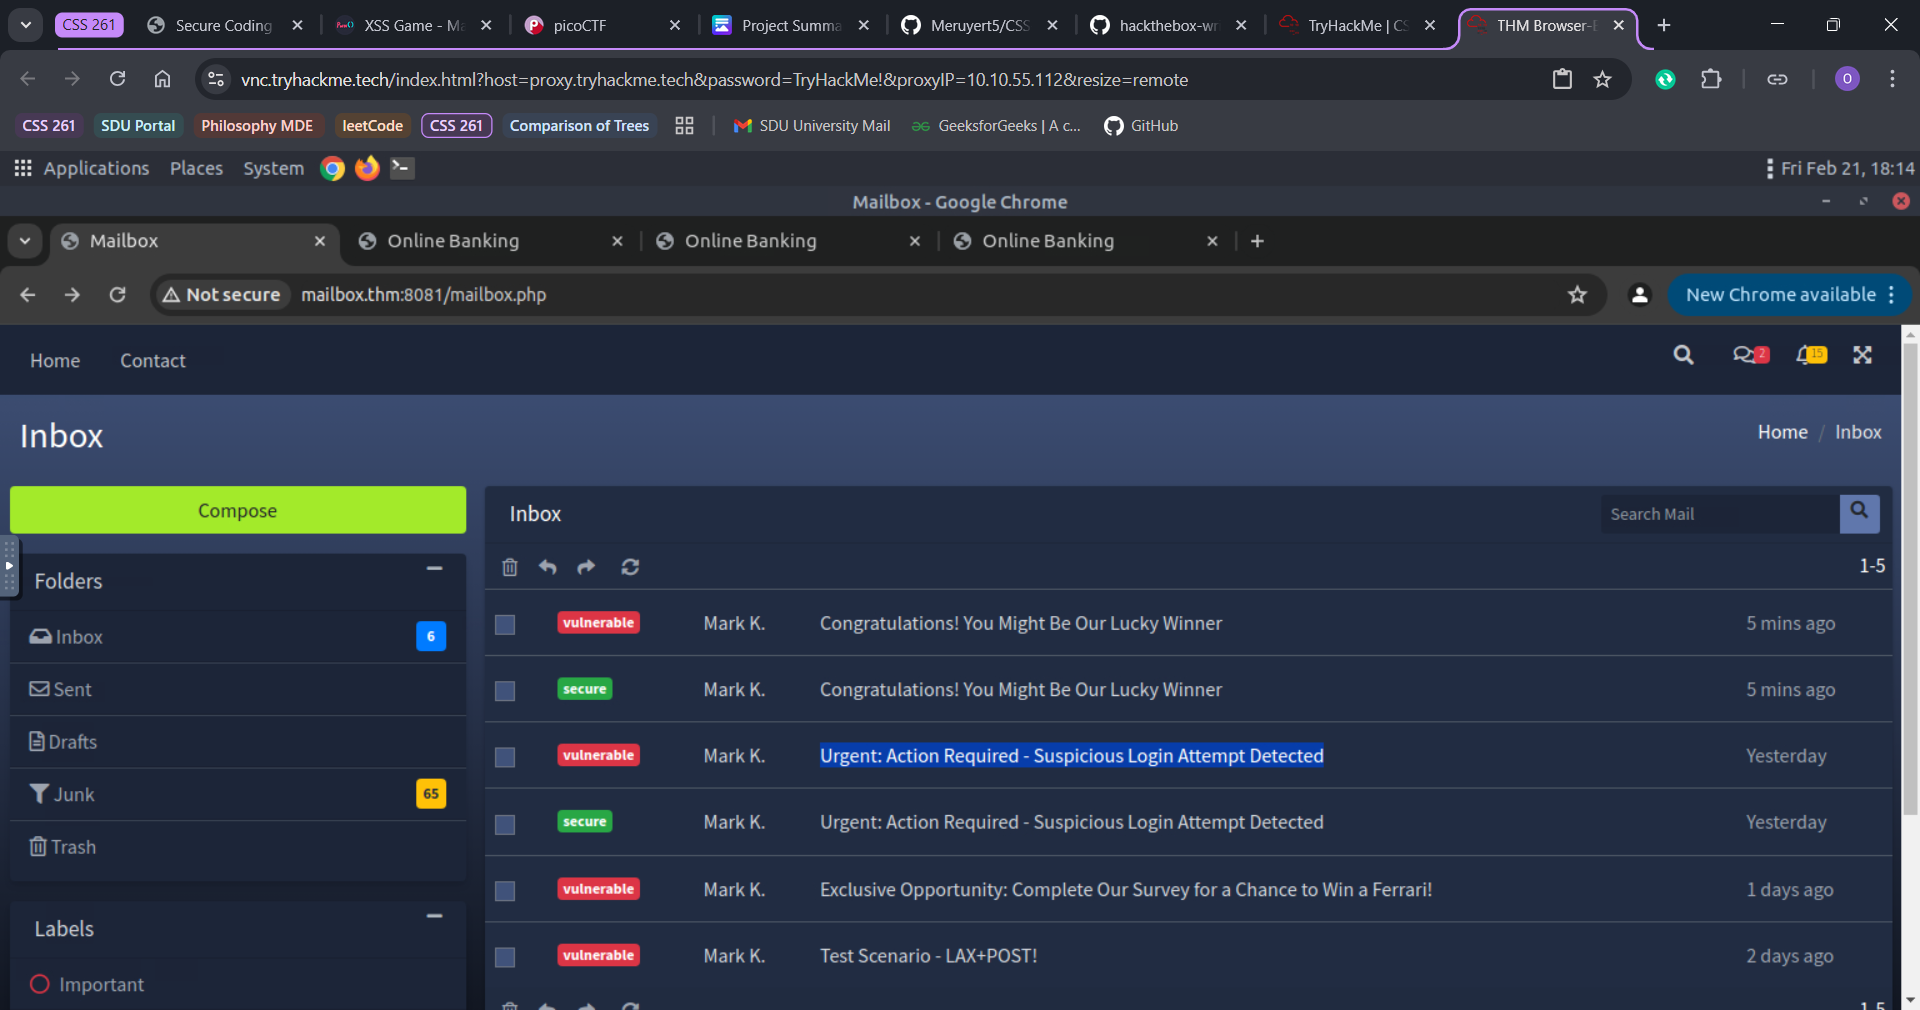 CSS 261
Secure Coding
XSS Game - Ma
picoCTF
Project Summa
Meruyert5/CSS
hackthebox-wr
TryHackMe | CS
THM Browser-
vnc.tryhackme.tech/index.html?host=proxy.tryhackme.tech&password=TryHackMe!&proxyIP=10.10.55.112&resize=remote
O
CSS 261
SDU Portal
Philosophy MDE
leetCode
CSS 261
Comparison of Trees
SDU University Mail
GeeksforGeeks | A c...
GitHub
Applications Places System
Fri Feb 21, 18:14
Mailbox - Google Chrome
Mailbox
Online Banking
Online Banking
Online Banking
Not secure mailbox.thm:8081/mailbox.php
New Chrome available
Home Contact
2
15
Inbox
Home / Inbox
Compose
Folders
Inbox 6
Sent
Drafts
Junk 65
Trash
Labels
Important
Inbox
Search Mail
1-5
vulnerable Mark K. Congratulations! You Might Be Our Lucky Winner 5 mins ago
secure Mark K. Congratulations! You Might Be Our Lucky Winner 5 mins ago
vulnerable Mark K. Urgent: Action Required - Suspicious Login Attempt Detected Yesterday
secure Mark K. Urgent: Action Required - Suspicious Login Attempt Detected Yesterday
vulnerable Mark K. Exclusive Opportunity: Complete Our Survey for a Chance to Win a Ferrari! 1 days ago
vulnerable Mark K. Test Scenario - LAX+POST! 2 days ago
1-5